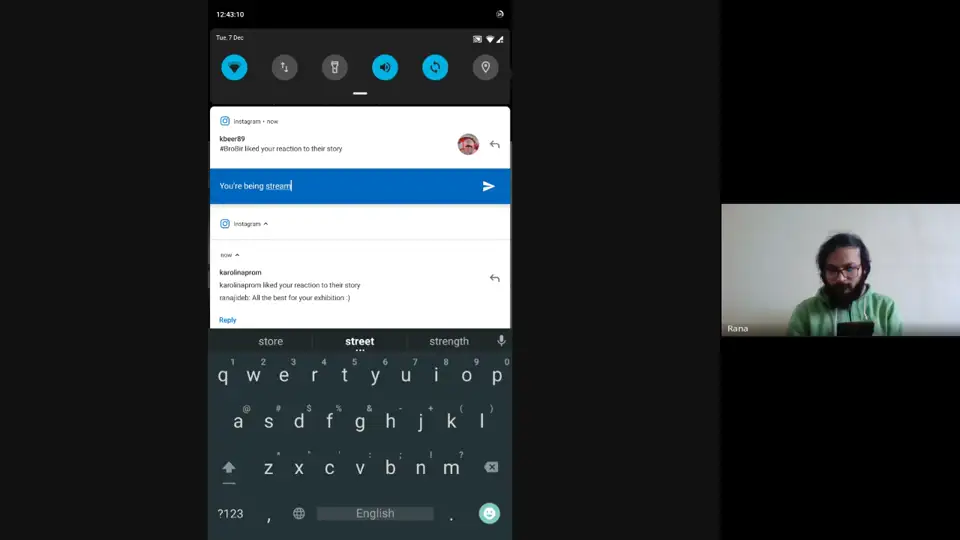 12:43:10
Tue, 7 Dec
Instagram • now
kbeer89
#BroBir liked your reaction to their story
You're being stream
Instagram
now
karolinaprom
karolinaprom liked your reaction to their story
ranajideb: All the best for your exhibition :)
Reply
store street strength
1 2 3 4 5 6 7 8 9 0
q w e r t y u i o p
@ # $ % & - + ( )
a s d f g h j k l
z x c v b n m
?123 , English .
Rana